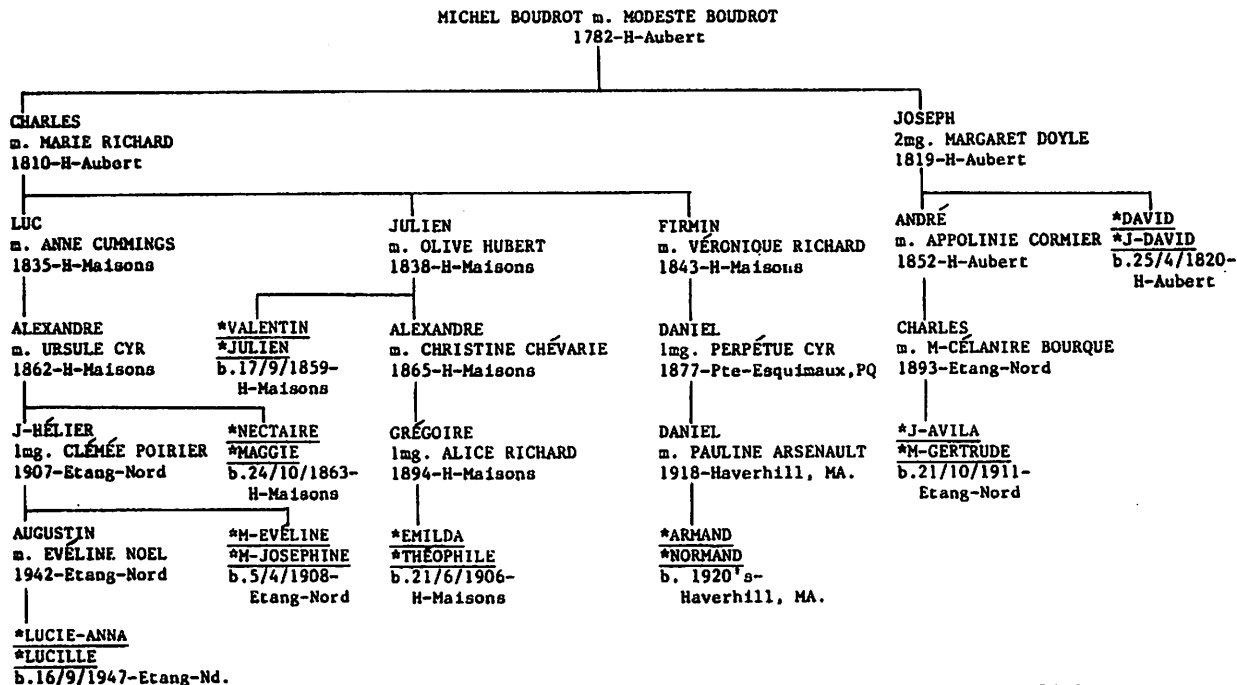 MICHEL BOUDROT m. MODESTE BOUDROT
1782-H-Aubert
CHARLES
m. MARIE RICHARD
1810-H-Aubert
JOSEPH
2mg. MARGARET DOYLE
1819-H-Aubert
LUC
m. ANNE CUMMINGS
1835-H-Maisons
JULIEN
m. OLIVE HUBERT
1838-H-Maisons
FIRMIN
m. VÉRONIQUE RICHARD
1843-H-Maisons
ANDRÉ
m. APPOLINIE CORMIER
1852-H-Aubert
*DAVID
*J-DAVID
b.25/4/1820-
H-Aubert
ALEXANDRE
m. URSULE CYR
1862-H-Maisons
*VALENTIN
*JULIEN
b.17/9/1859-
H-Maisons
ALEXANDRE
m. CHRISTINE CHÉVARIE
1865-H-Maisons
DANIEL
1mg. PERPÉTUE CYR
1877-Pte-Esquimaux,PQ
CHARLES
m. M-CÉLANIRE BOURQUE
1893-Etang-Nord
J-HÉLIER
1mg. CLÉMÉE POIRIER
1907-Etang-Nord
*NECTAIRE
*MAGGIE
b.24/10/1863-
H-Maisons
GRÉGOIRE
1mg. ALICE RICHARD
1894-H-Maisons
DANIEL
m. PAULINE ARSENAULT
1918-Haverhill, MA.
*J-AVILA
*M-GERTRUDE
b.21/10/1911-
Etang-Nord
AUGUSTIN
m. EVÉLINE NOEL
1942-Etang-Nord
*M-EVÉLINE
*M-JOSEPHINE
b.5/4/1908-
Etang-Nord
*EMILDA
*THÉOPHILE
b.21/6/1906-
H-Maisons
*ARMAND
*NORMAND
b. 1920's-
Haverhill, MA.
*LUCIE-ANNA
*LUCILLE
b.16/9/1947-Etang-Nd.